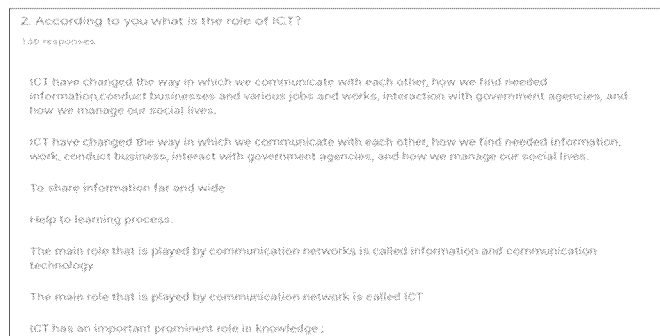 2. According to you what is the role of ICT?
130 responses
ICT have changed the way in which we communicate with each other, how we find needed
information,conduct businesses and various jobs and works, interaction with government agencies, and
how we manage our social lives.
ICT have changed the way in which we communicate with each other, how we find needed information,
work, conduct business, interact with government agencies, and how we manage our social lives.
To share information far and wide
Help to learning process.
The main role that is played by communication networks is called information and communication
technology
The main role that is played by communication network is called ICT
ICT has an important prominent role in knowledge ;